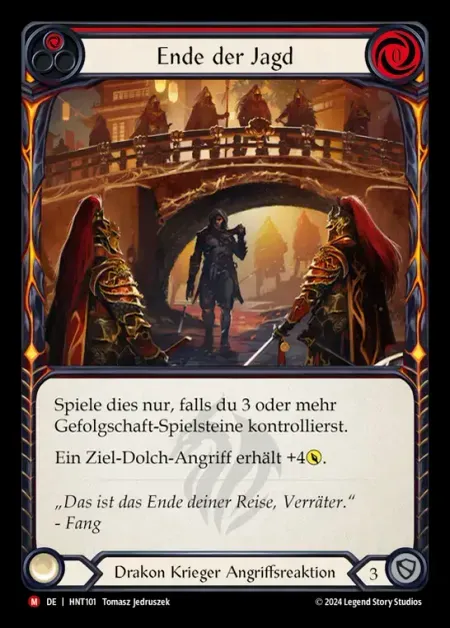 Ende der Jagd
0
Spiele dies nur, falls du 3 oder mehr
Gefolgschaft-Spielsteine kontrollierst.
Ein Ziel-Dolch-Angriff erhält +4.
„Das ist das Ende deiner Reise, Verräter.“
- Fang
Drakon Krieger Angriffsreaktion
3
M DE | HNT101 Tomasz Jedruszek
© 2024 Legend Story Studios